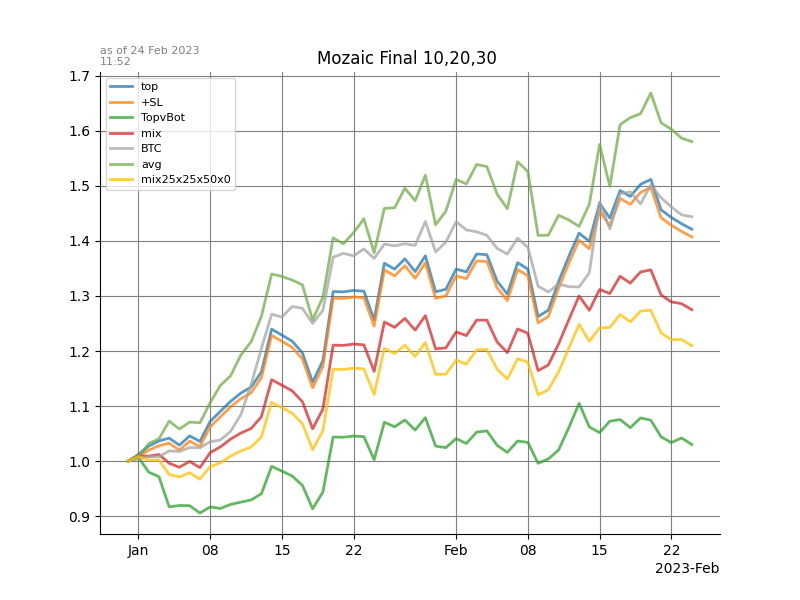 as of 24 Feb 2023
11:52
Mozaic Final 10,20,30
1.7
1.6
1.5
1.4
1.3
1.2
1.1
1.0
0.9
top
+SL
TopvBot
mix
BTC
avg
mix25x25x50x0
Jan
08
15
22
Feb
08
15
22
2023-Feb